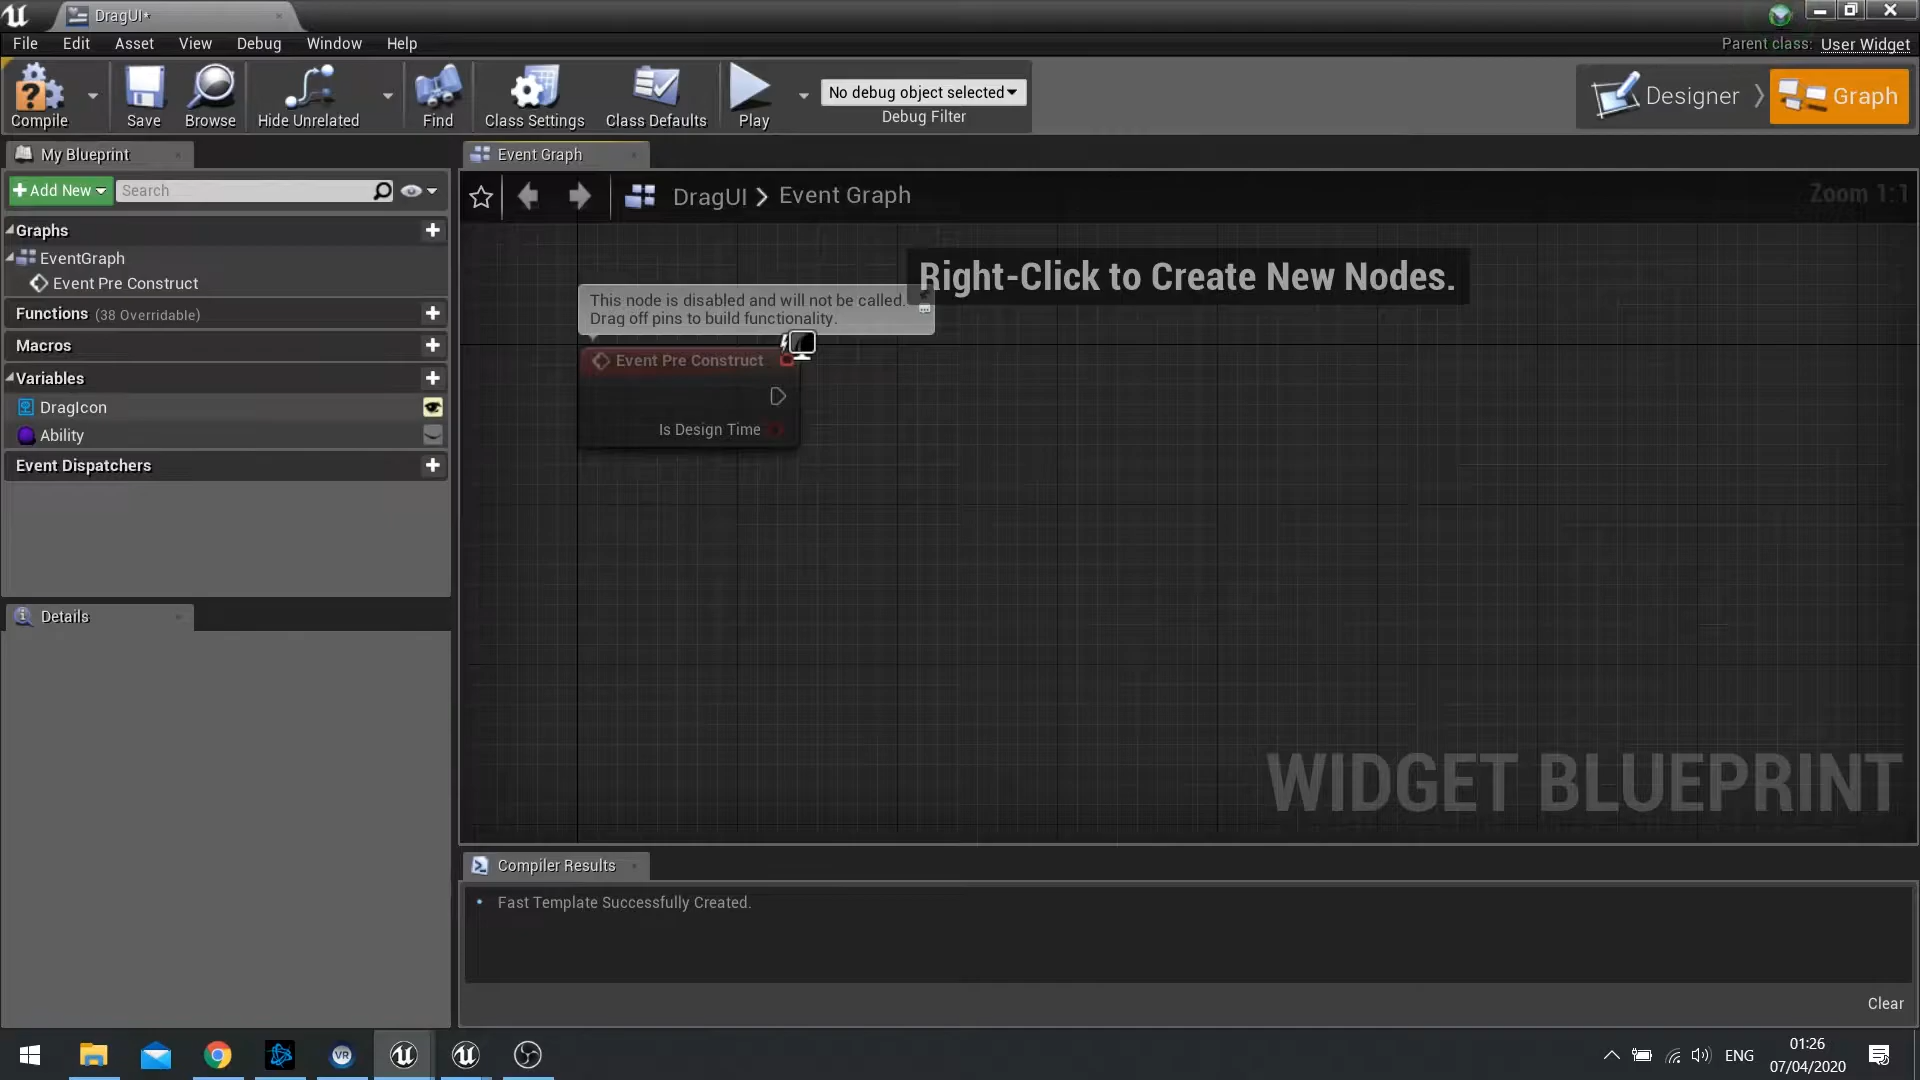 DragUI*
File Edit Asset View Debug Window Help
Parent class: User Widget
Compile
Save
Browse
Hide Unrelated
Find
Class Settings
Class Defaults
Play
No debug object selected
Debug Filter
Designer
Graph
My Blueprint
Event Graph
Add New
Search
DragUI > Event Graph
Zoom 1:1
Graphs
EventGraph
Event Pre Construct
Functions (38 Overridable)
Macros
Variables
DragIcon
Ability
Event Dispatchers
Right-Click to Create New Nodes.
This node is disabled and will not be called.
Drag off pins to build functionality.
Event Pre Construct
Is Design Time
Details
WIDGET BLUEPRINT
Compiler Results
• Fast Template Successfully Created.
Clear
VR
ENG
01:26
07/04/2020